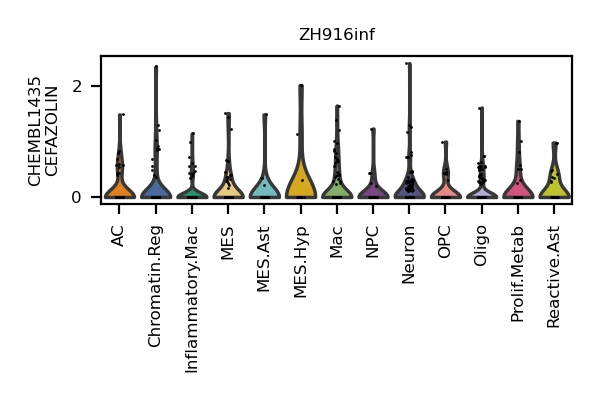 ZH916inf
CHEMBL1435
CEFAZOLIN
2
0
AC
Chromatin.Reg
Inflammatory.Mac
MES
MES.Ast
MES.Hyp
Mac
NPC
Neuron
OPC
Oligo
Prolif.Metab
Reactive.Ast